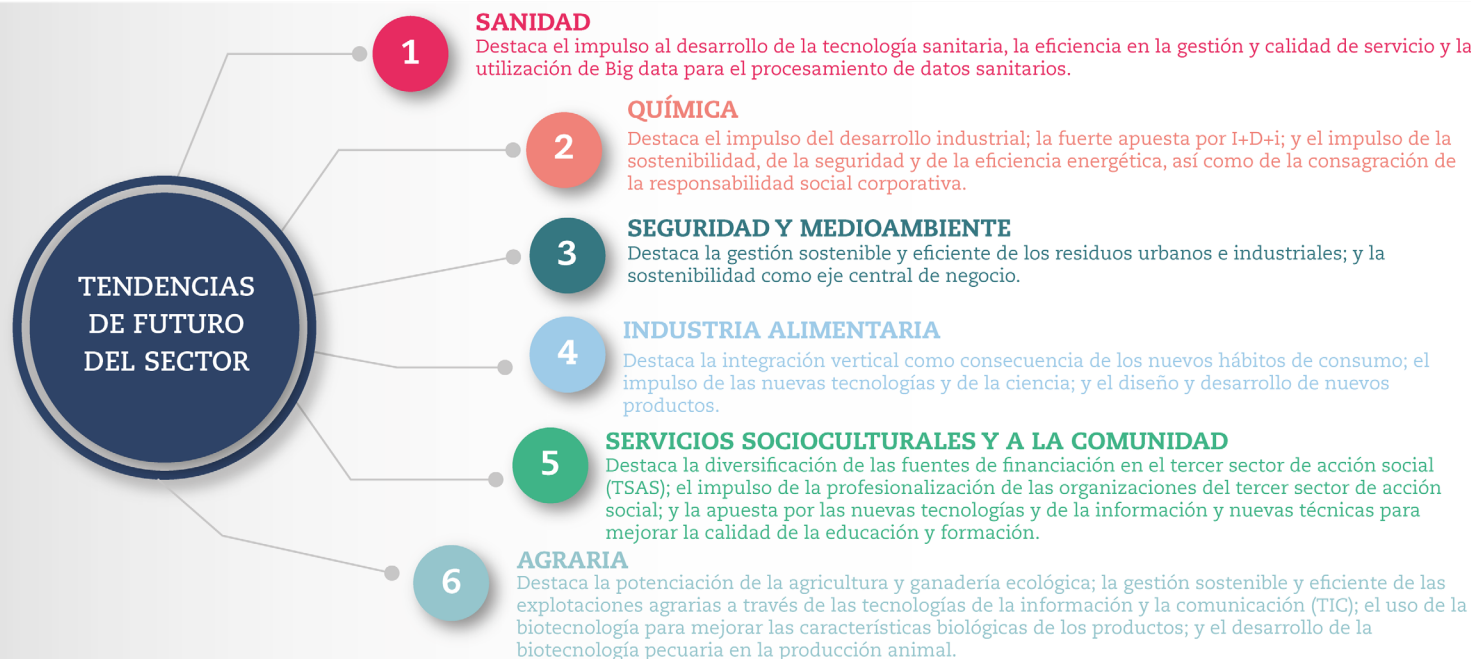 TENDENCIAS
DE FUTURO
DEL SECTOR
1
SANIDAD
Destaca el impulso al desarrollo de la tecnología sanitaria, la eficiencia en la gestión y calidad de servicio y la
utilización de Big data para el procesamiento de datos sanitarios.
2
QUÍMICA
Destaca el impulso del desarrollo industrial; la fuerte apuesta por I+D+i; y el impulso de la
sostenibilidad, de la seguridad y de la eficiencia energética, así como de la consagración de
la responsabilidad social corporativa.
3
SEGURIDAD Y MEDIOAMBIENTE
Destaca la gestión sostenible y eficiente de los residuos urbanos e industriales; y la
sostenibilidad como eje central de negocio.
4
INDUSTRIA ALIMENTARIA
Destaca la integración vertical como consecuencia de los nuevos hábitos de consumo; el
impulso de las nuevas tecnologías y de la ciencia; y el diseño y desarrollo de nuevos
productos.
5
SERVICIOS SOCIOCULTURALES Y A LA COMUNIDAD
Destaca la diversificación de las fuentes de financiación en el tercer sector de acción social
(TSAS); el impulso de la profesionalización de las organizaciones del tercer sector de acción
social; y la apuesta por las nuevas tecnologías y de la información y nuevas técnicas para
mejorar la calidad de la educación y formación.
6
AGRARIA
Destaca la potenciación de la agricultura y ganadería ecológica; la gestión sostenible y eficiente de las
explotaciones agrarias a través de las tecnologías de la información y la comunicación (TIC); el uso de la
biotecnología para mejorar las características biológicas de los productos; y el desarrollo de la
biotecnología pecuaria en la producción animal.